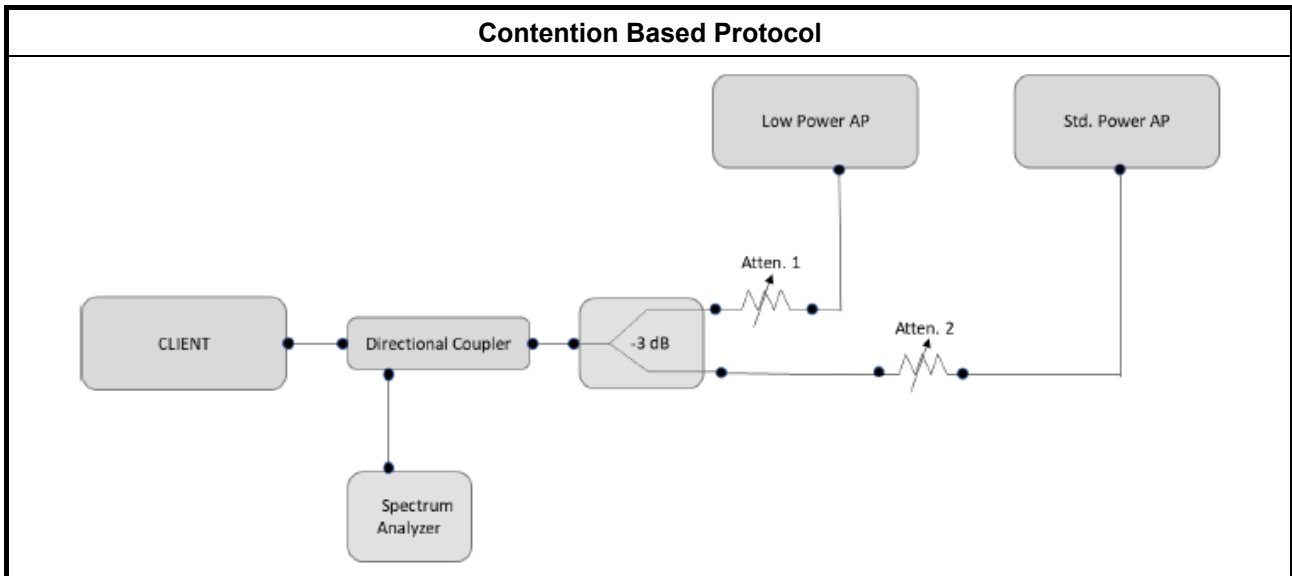 Contention Based Protocol
Low Power AP
Std. Power AP
Atten. 1
Atten. 2
CLIENT
Directional Coupler
-3 dB
Spectrum
Analyzer